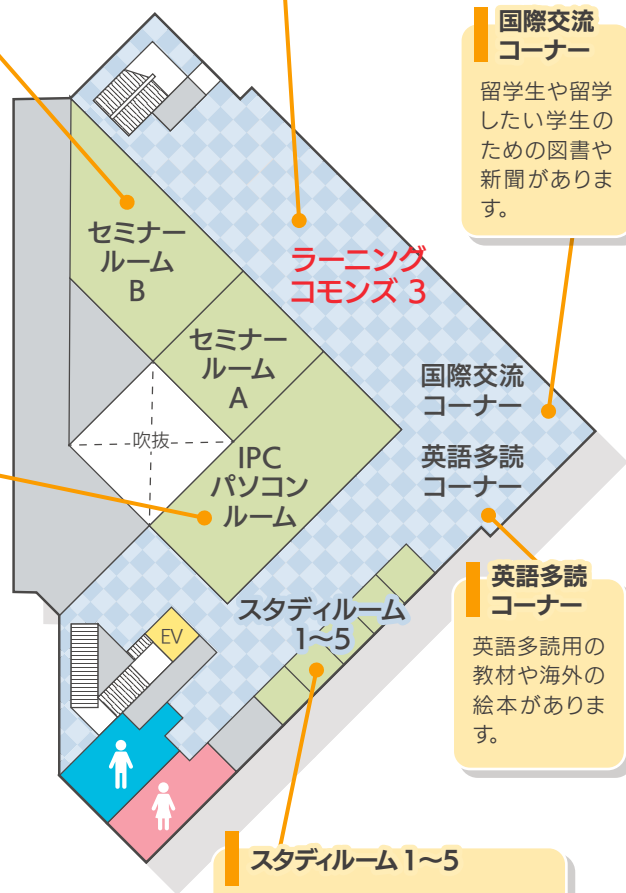 国際交流
コーナー
留学生や留学
したい学生の
ための図書や
新聞がありま
す。
セミナー
ルーム
B
ラーニング
コモンズ 3
セミナー
ルーム
A
国際交流
コーナー
吹抜
IPC
パソコン
ルーム
英語多読
コーナー
英語多読
コーナー
英語多読用の
教材や海外の
絵本がありま
す。
スタディルーム
1～5
EV
スタディルーム 1～5